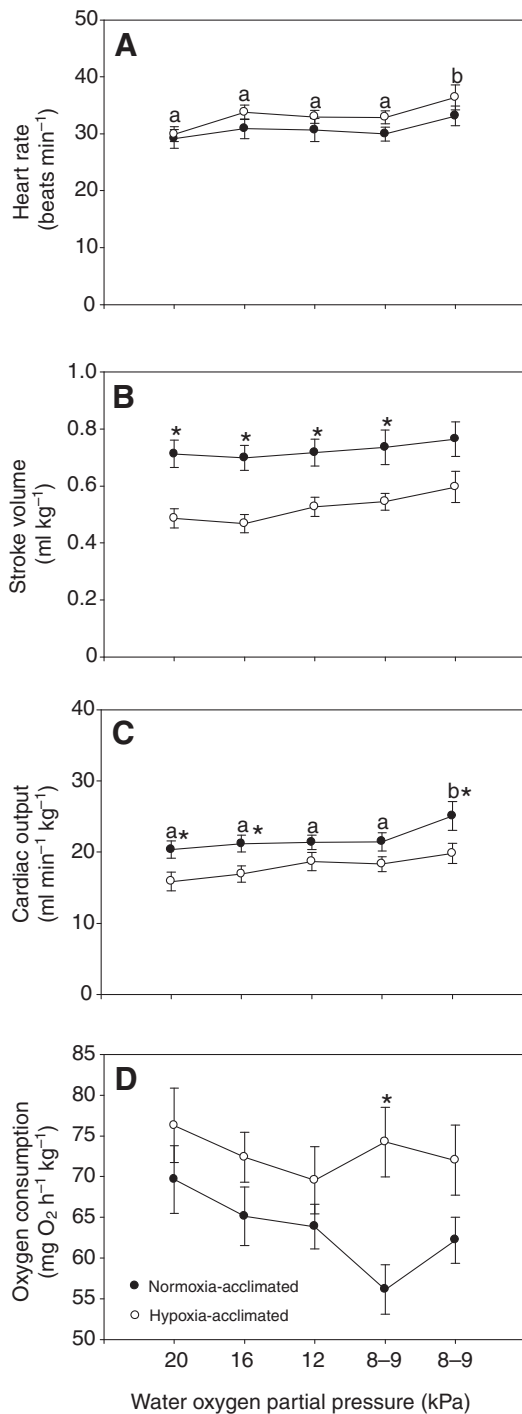 A
50
40
30
20
10
0
Heart rate
(beats min⁻¹)
a a a a b
B
1.0
0.8
0.6
0.4
0.2
0
Stroke volume
(ml kg⁻¹)
* * * *
C
40
30
20
10
0
Cardiac output
(ml min⁻¹ kg⁻¹)
a* a* a a b*
D
85
80
75
70
65
60
55
50
Oxygen consumption
(mg O₂ h⁻¹ kg⁻¹)
*
● Normoxia-acclimated
○ Hypoxia-acclimated
20 16 12 8–9 8–9
Water oxygen partial pressure (kPa)